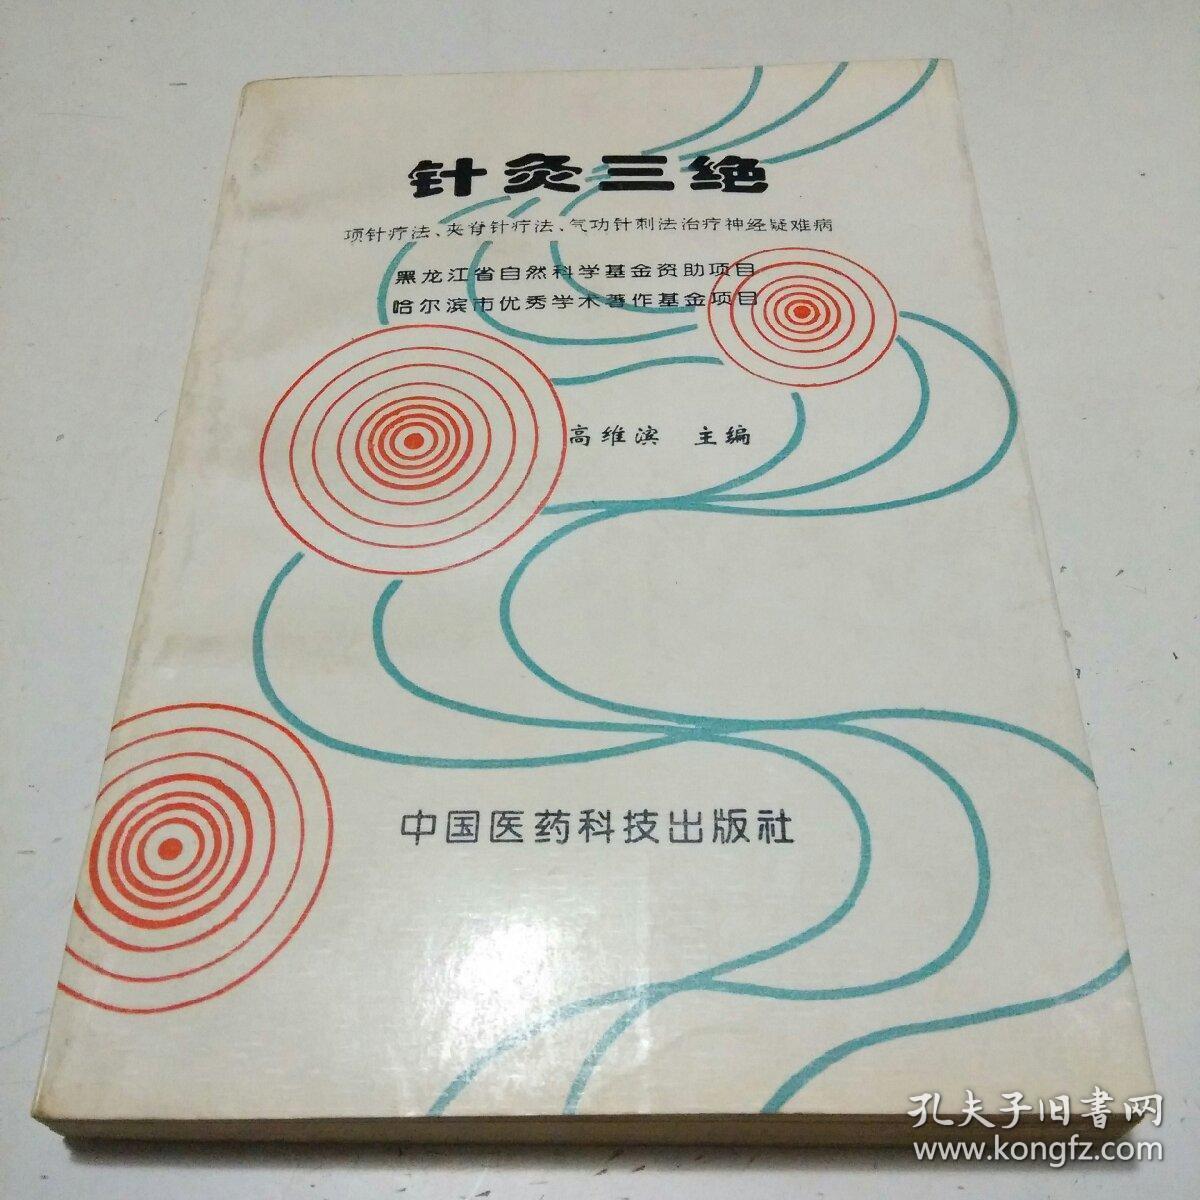 针灸三绝
项针疗法、夹脊针疗法、气功针刺法治疗神经疑难病
黑龙江省自然科学基金资助项目
哈尔滨市优秀学术著作基金项目
高维滨 主编
中国医药科技出版社
孔夫子旧书网
www.kongfz.com